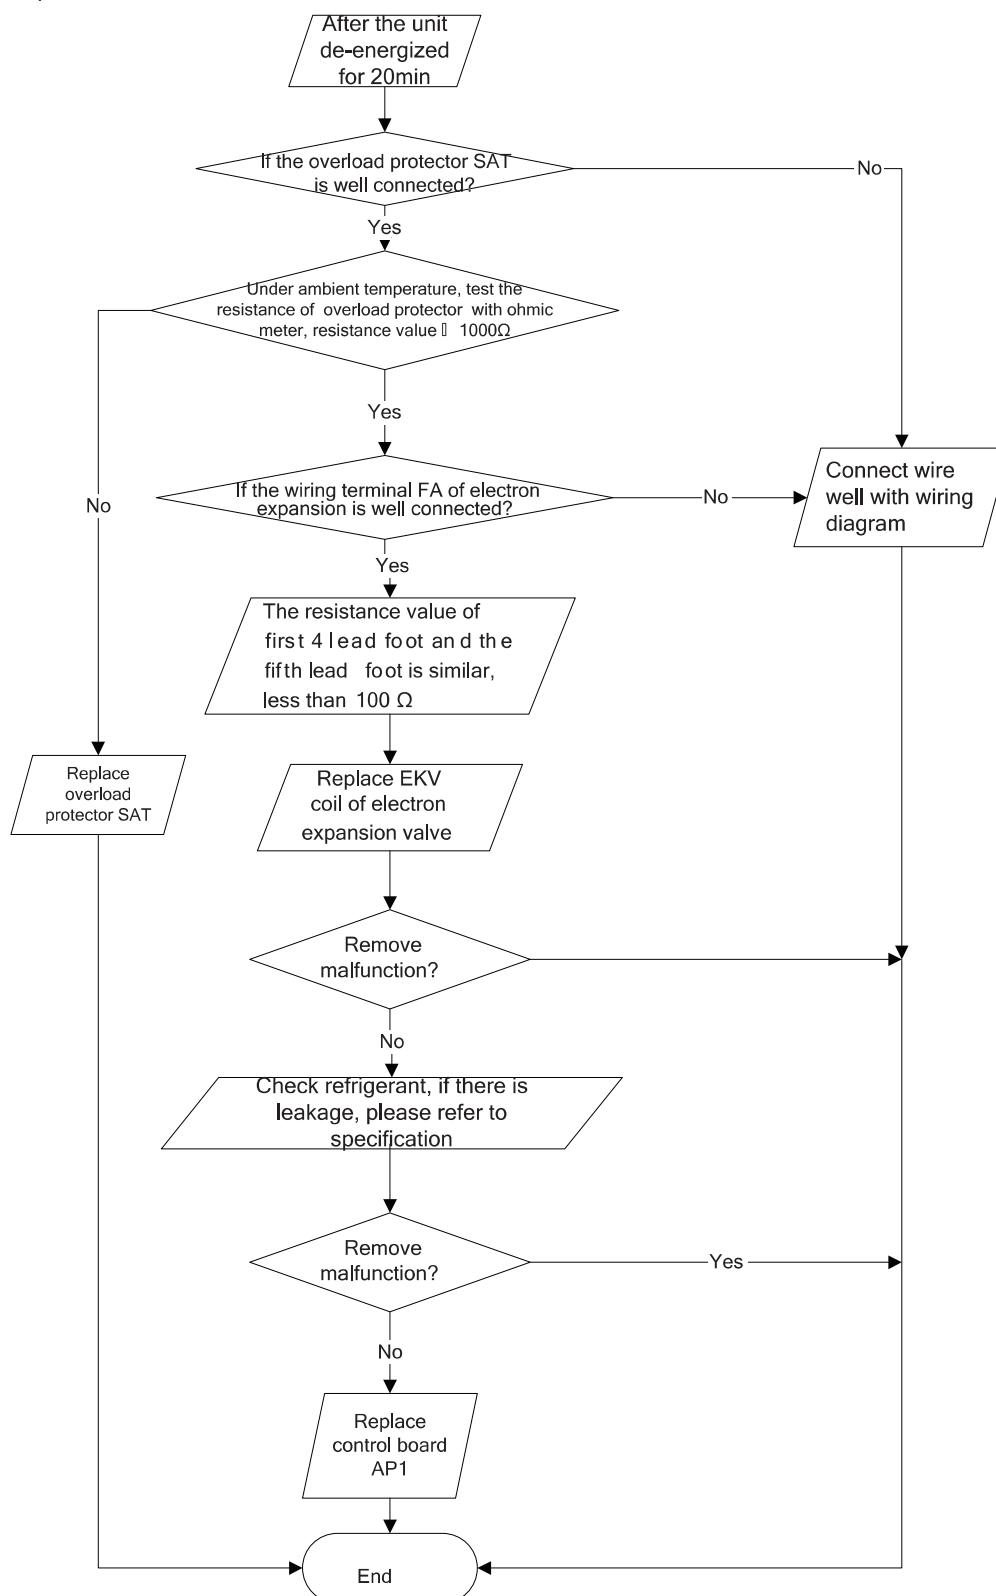 After the unit
de-energized
for 20min
If the overload protector SAT
is well connected?
No
Yes
Under ambient temperature, test the
resistance of overload protector with ohmic
meter, resistance value 1000Ω
Yes
No
If the wiring terminal FA of electron
expansion is well connected?
No
Connect wire
well with wiring
diagram
Yes
The resistance value of
first 4 lead foot and the
fifth lead foot is similar,
less than 100 Ω
Replace
overload
protector SAT
Replace EKV
coil of electron
expansion valve
Remove
malfunction?
No
Check refrigerant, if there is
leakage, please refer to
specification
Remove
malfunction?
Yes
No
Replace
control board
AP1
End